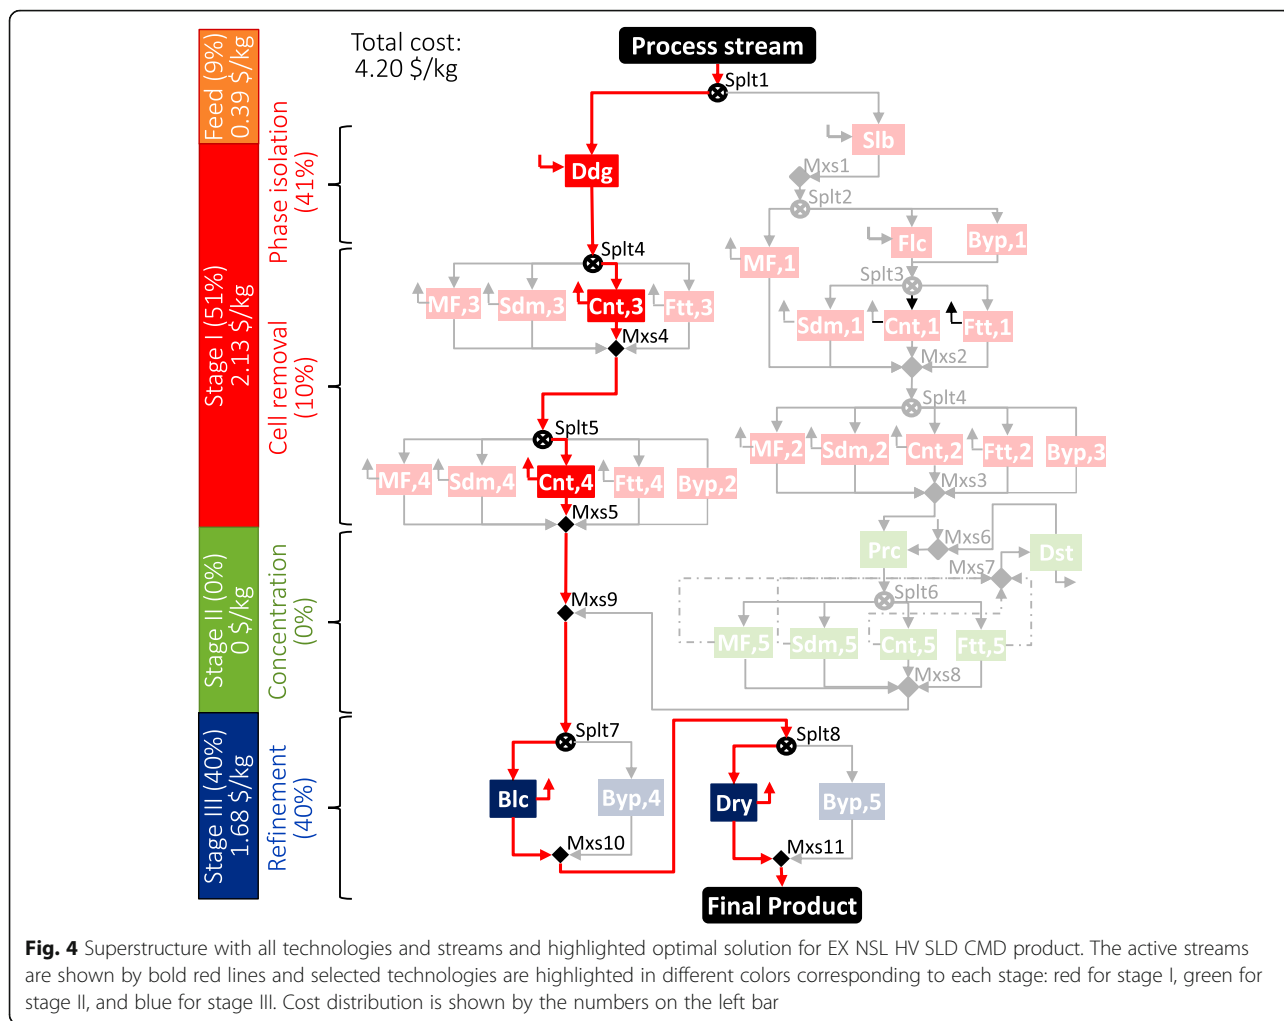 Total cost:
4.20 $/kg
Process stream
Splt1
Feed (9%)
0.39 $/kg
Phase isolation
(41%)
Slb
Ddg
Mxs1
Splt2
MF,1
Flc
Byp,1
Splt4
Splt3
Stage I (51%)
2.13 $/kg
MF,3
Sdm,3
Cnt,3
Ftt,3
Sdm,1
Cnt,1
Ftt,1
Mxs4
Mxs2
Cell removal
(10%)
Splt4
Splt5
MF,2
Sdm,2
Cnt,2
Ftt,2
Byp,3
MF,4
Sdm,4
Cnt,4
Ftt,4
Byp,2
Mxs3
Mxs5
Stage II (0%)
0 $/kg
Concentration
(0%)
Prc
Mxs6
Dst
Mxs7
Splt6
Mxs9
MF,5
Sdm,5
Cnt,5
Ftt,5
Mxs8
Stage III (40%)
1.68 $/kg
Refinement
(40%)
Splt7
Splt8
Blc
Byp,4
Dry
Byp,5
Mxs10
Mxs11
Final Product
Fig. 4 Superstructure with all technologies and streams and highlighted optimal solution for EX NSL HV SLD CMD product. The active streams
are shown by bold red lines and selected technologies are highlighted in different colors corresponding to each stage: red for stage I, green for
stage II, and blue for stage III. Cost distribution is shown by the numbers on the left bar